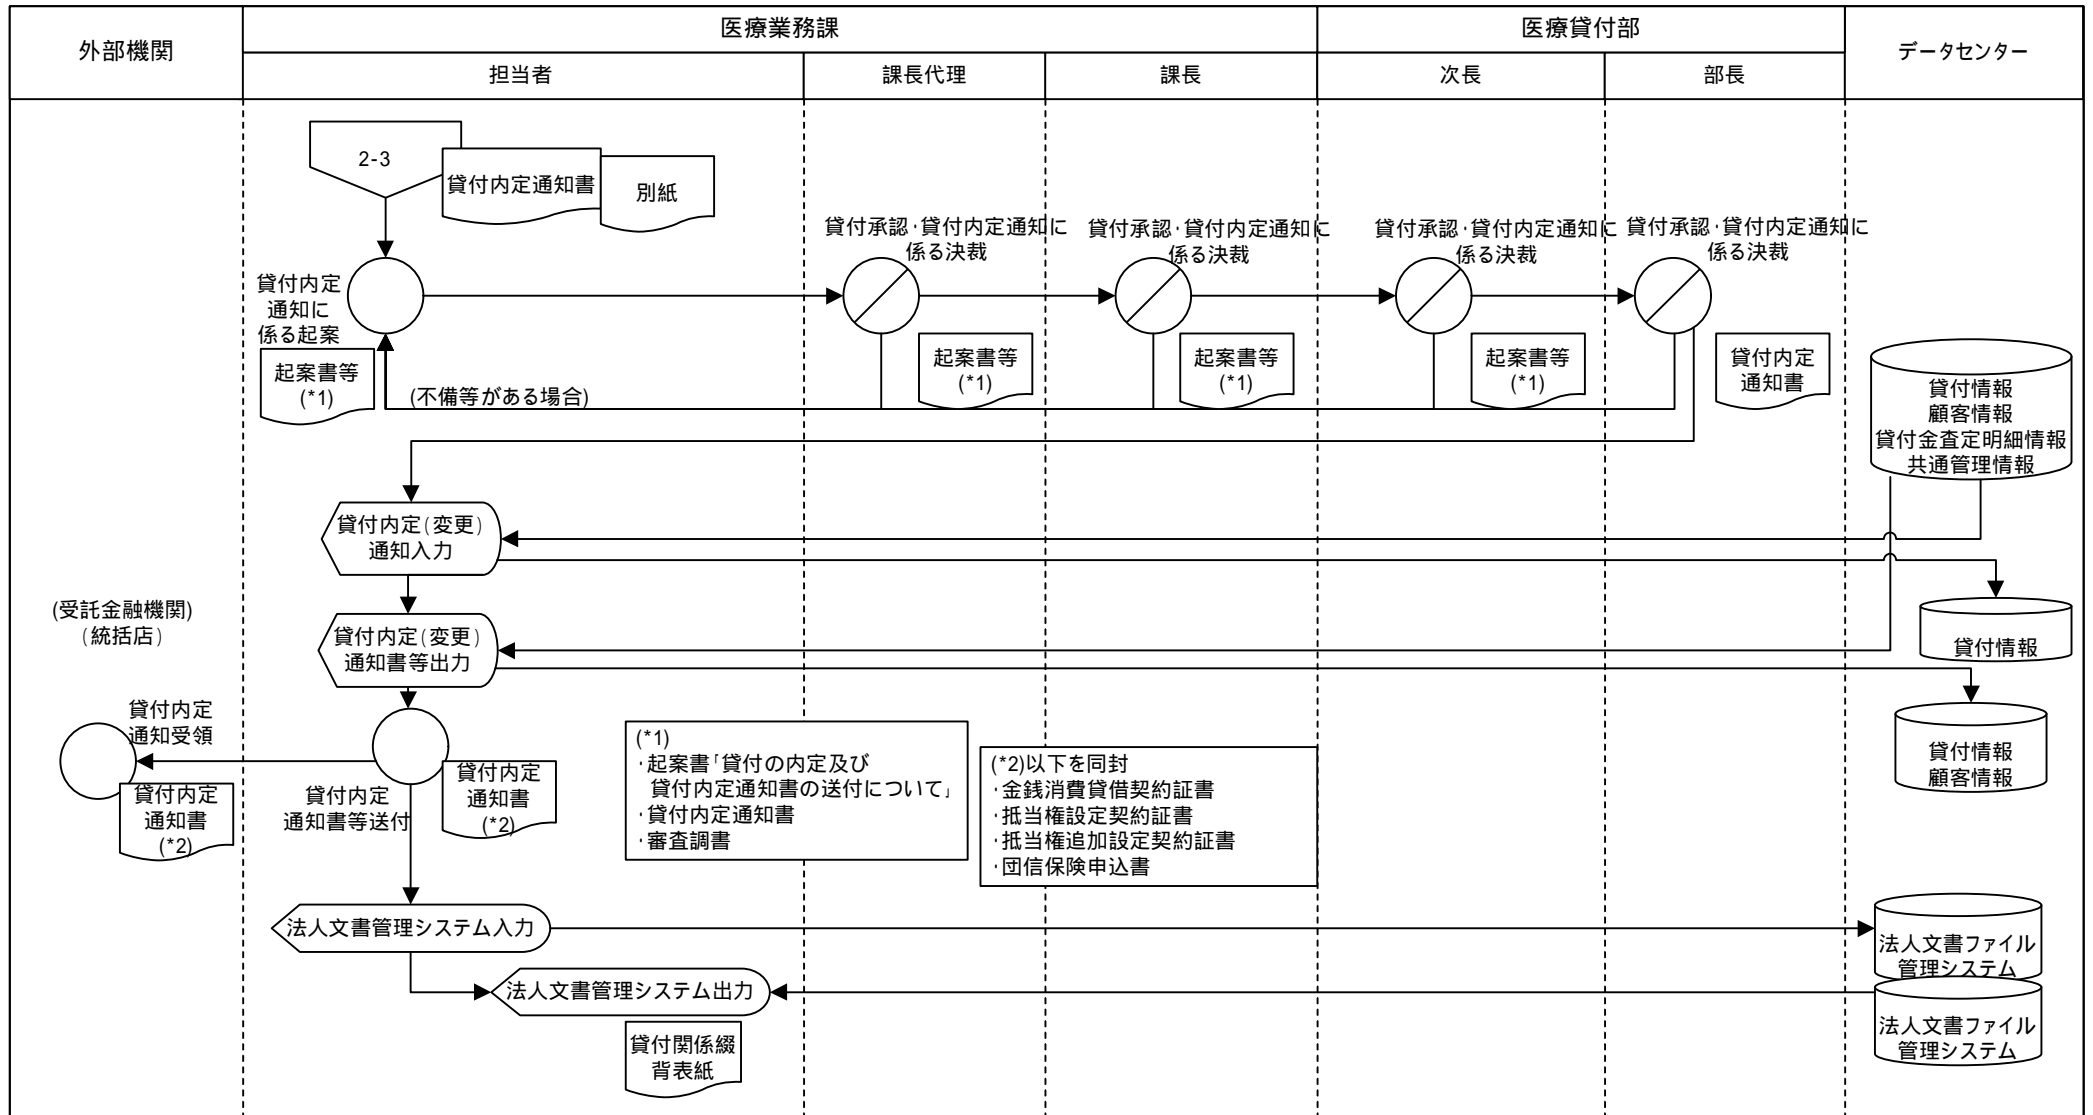 外部機関
医療業務課
医療貸付部
データセンター
担当者
課長代理
課長
次長
部長
2-3
貸付内定通知書
別紙
貸付内定
通知に
係る起案
貸付承認・貸付内定通知に
係る決裁
貸付承認・貸付内定通知に
係る決裁
貸付承認・貸付内定通知に
係る決裁
貸付承認・貸付内定通知に
係る決裁
起案書等
(*1)
(不備等がある場合)
起案書等
(*1)
起案書等
(*1)
起案書等
(*1)
貸付内定
通知書
貸付情報
顧客情報
貸付金査定明細情報
共通管理情報
貸付内定(変更)
通知入力
(受託金融機関)
(統括店)
貸付内定(変更)
通知書等出力
貸付情報
貸付内定
通知受領
貸付内定
通知書
(*2)
貸付内定
通知書等送付
貸付内定
通知書
(*2)
(*1)
・起案書「貸付の内定及び
貸付内定通知書の送付について」
・貸付内定通知書
・審査調書
(*2)以下を同封
・金銭消費貸借契約証書
・抵当権設定契約証書
・抵当権追加設定契約証書
・団信保険申込書
貸付情報
顧客情報
法人文書管理システム入力
法人文書ファイル
管理システム
法人文書管理システム出力
法人文書ファイル
管理システム
貸付関係綴
背表紙